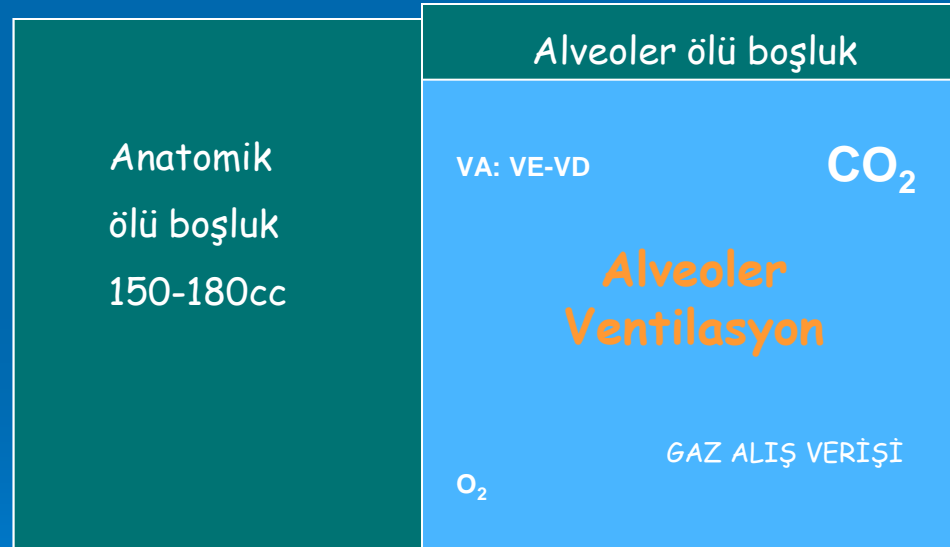 Anatomik
ölü boşluk
150-180cc
Alveoler ölü boşluk
VA: VE-VD
CO₂
Alveoler
Ventilasyon
GAZ ALIŞ VERİŞİ
O₂